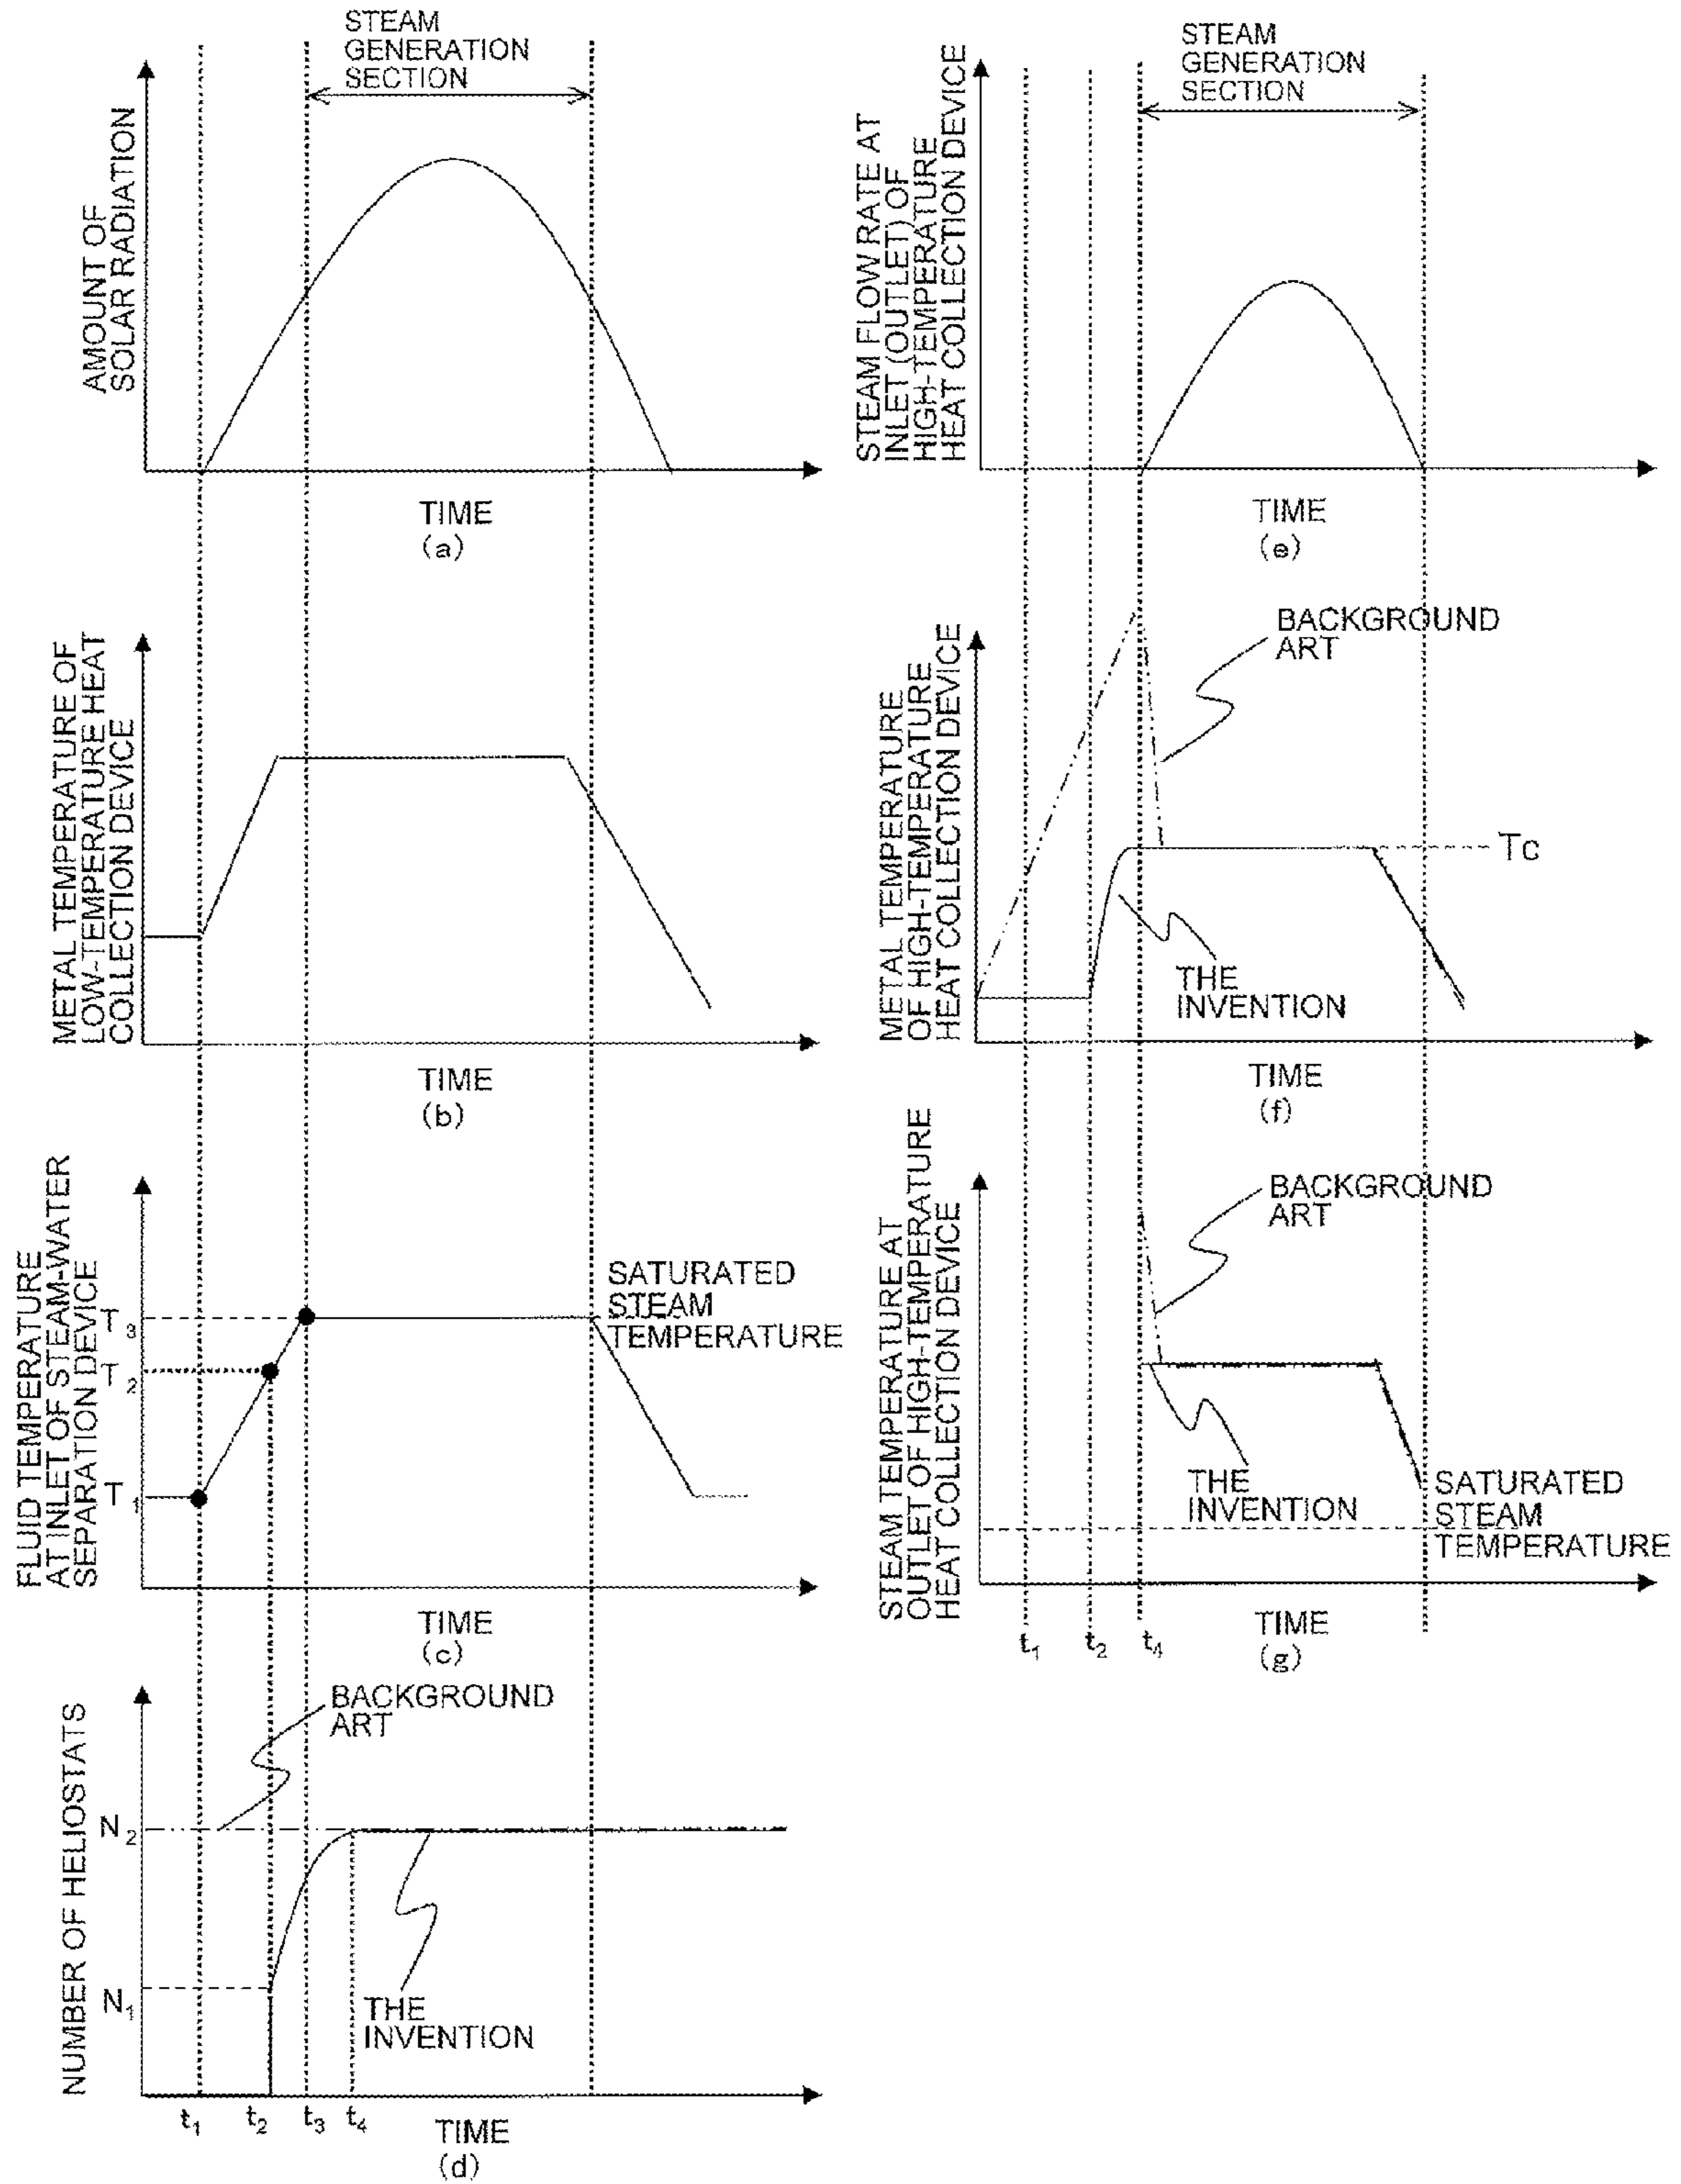 STEAM
GENERATION
SECTION
AMOUNT OF
SOLAR RADIATION
TIME
(a)
METAL TEMPERATURE OF
LOW-TEMPERATURE HEAT
COLLECTION DEVICE
TIME
(b)
FLUID TEMPERATURE
AT INLET OF STEAM-WATER
SEPARATION DEVICE
T3
T2
T1
SATURATED
STEAM
TEMPERATURE
TIME
(c)
NUMBER OF HELIOSTATS
BACKGROUND
ART
N2
N1
THE
INVENTION
t1
t2
t3
t4
TIME
(d)
STEAM
GENERATION
SECTION
STEAM FLOW RATE AT
INLET (OUTLET) OF
HIGH-TEMPERATURE
HEAT COLLECTION DEVICE
TIME
(e)
METAL TEMPERATURE
OF HIGH-TEMPERATURE
HEAT COLLECTION DEVICE
BACKGROUND
ART
Tc
THE
INVENTION
TIME
(f)
STEAM TEMPERATURE AT
OUTLET OF HIGH-TEMPERATURE
HEAT COLLECTION DEVICE
BACKGROUND
ART
THE
INVENTION
SATURATED
STEAM
TEMPERATURE
t1
t2
t4
TIME
(g)